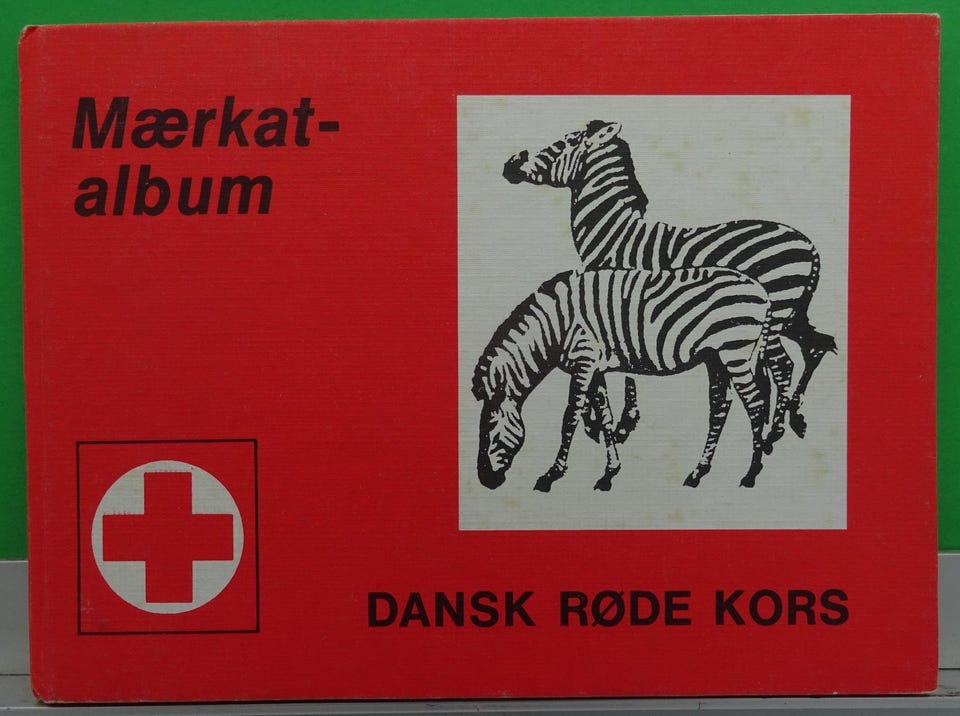 Mærkat-
album
DANSK RØDE KORS